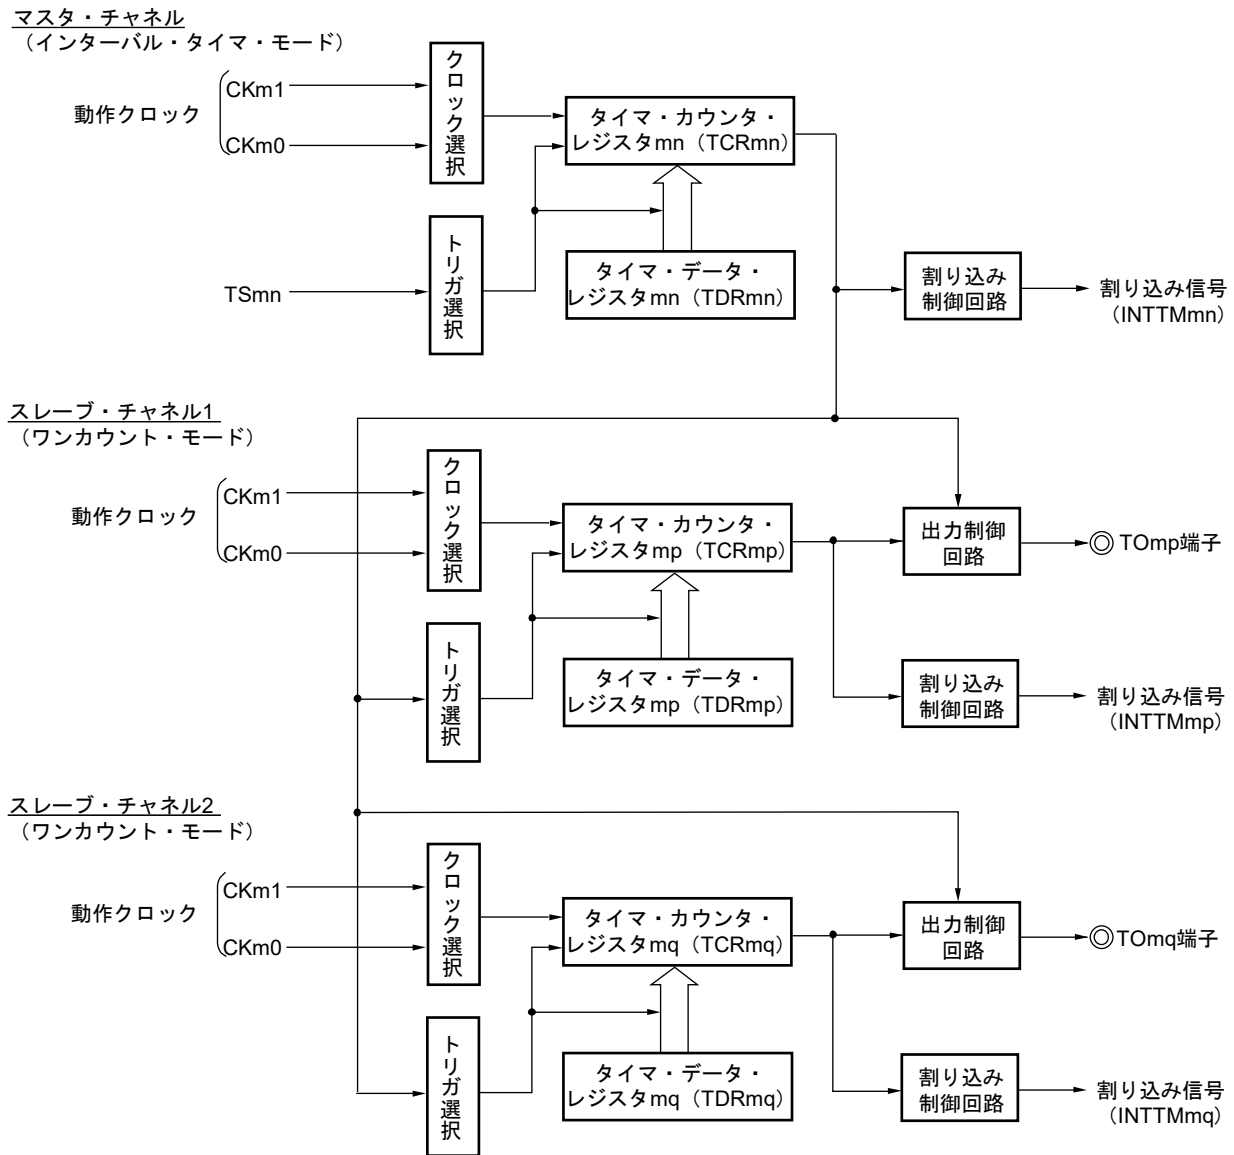 マスタ・チャネル
（インターバル・タイマ・モード）
動作クロック
CKm1
CKm0
クロック選択
タイマ・カウンタ・
レジスタmn（TCRmn）
TSmn
トリガ選択
タイマ・データ・
レジスタmn（TDRmn）
割り込み
制御回路
割り込み信号
（INTTMmn）
スレーブ・チャネル1
（ワンカウント・モード）
動作クロック
CKm1
CKm0
クロック選択
タイマ・カウンタ・
レジスタmp（TCRmp）
出力制御
回路
TOmp端子
トリガ選択
タイマ・データ・
レジスタmp（TDRmp）
割り込み
制御回路
割り込み信号
（INTTMmp）
スレーブ・チャネル2
（ワンカウント・モード）
動作クロック
CKm1
CKm0
クロック選択
タイマ・カウンタ・
レジスタmq（TCRmq）
出力制御
回路
TOmq端子
トリガ選択
タイマ・データ・
レジスタmq（TDRmq）
割り込み
制御回路
割り込み信号
（INTTMmq）